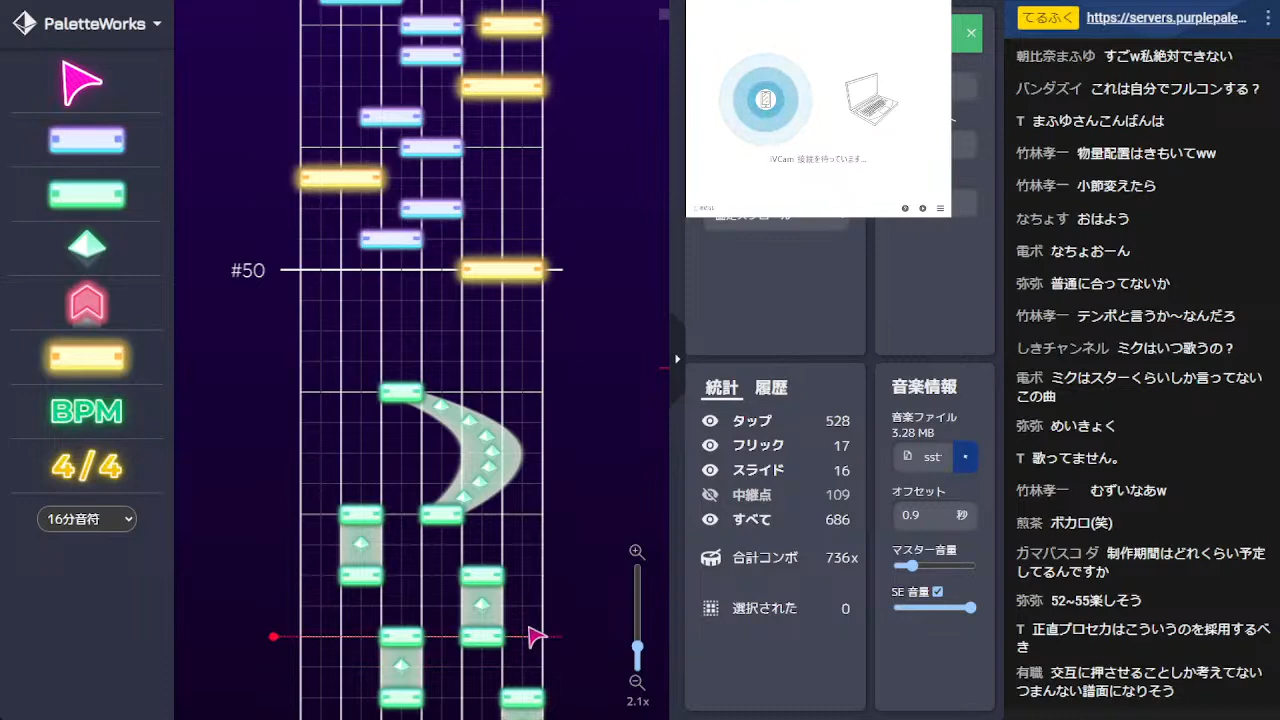 PaletteWorks
BPM
4/4
16分音符
#50
2.1x
iVCam 接続を待っています...
統計
履歴
タップ 528
フリック 17
スライド 16
中継点 109
すべて 686
合計コンボ 736x
選択された 0
音楽情報
音楽ファイル
3.28 MB
sst
オフセット
0.9 秒
マスター音量
SE 音量
てるふく https://servers.purplepale...
朝比奈まふゆ すごw私絶対できない
パンダズイ これは自分でフルコンする？
T まふゆさんこんばんは
竹林孝一 物量配置はきもいてww
竹林孝一 小節変えたら
なちょす おはよう
電ボ なちょおーん
弥弥 普通に合ってないか
竹林孝一 テンポと言うか〜なんだろ
しきチャンネル ミクはいつ歌うの？
電ボ ミクはスターくらいしか言ってない
この曲
弥弥 めいきょく
T 歌ってません。
竹林孝一 むずいなあw
煎茶 ボカロ(笑)
ガマバスコ ダ 制作期間はどれくらい予定
してるんですか
弥弥 52~55楽しそう
T 正直プロセカはこういうのを採用するべ
き
有職 交互に押させることしか考えてない
つまんない譜面になりそう